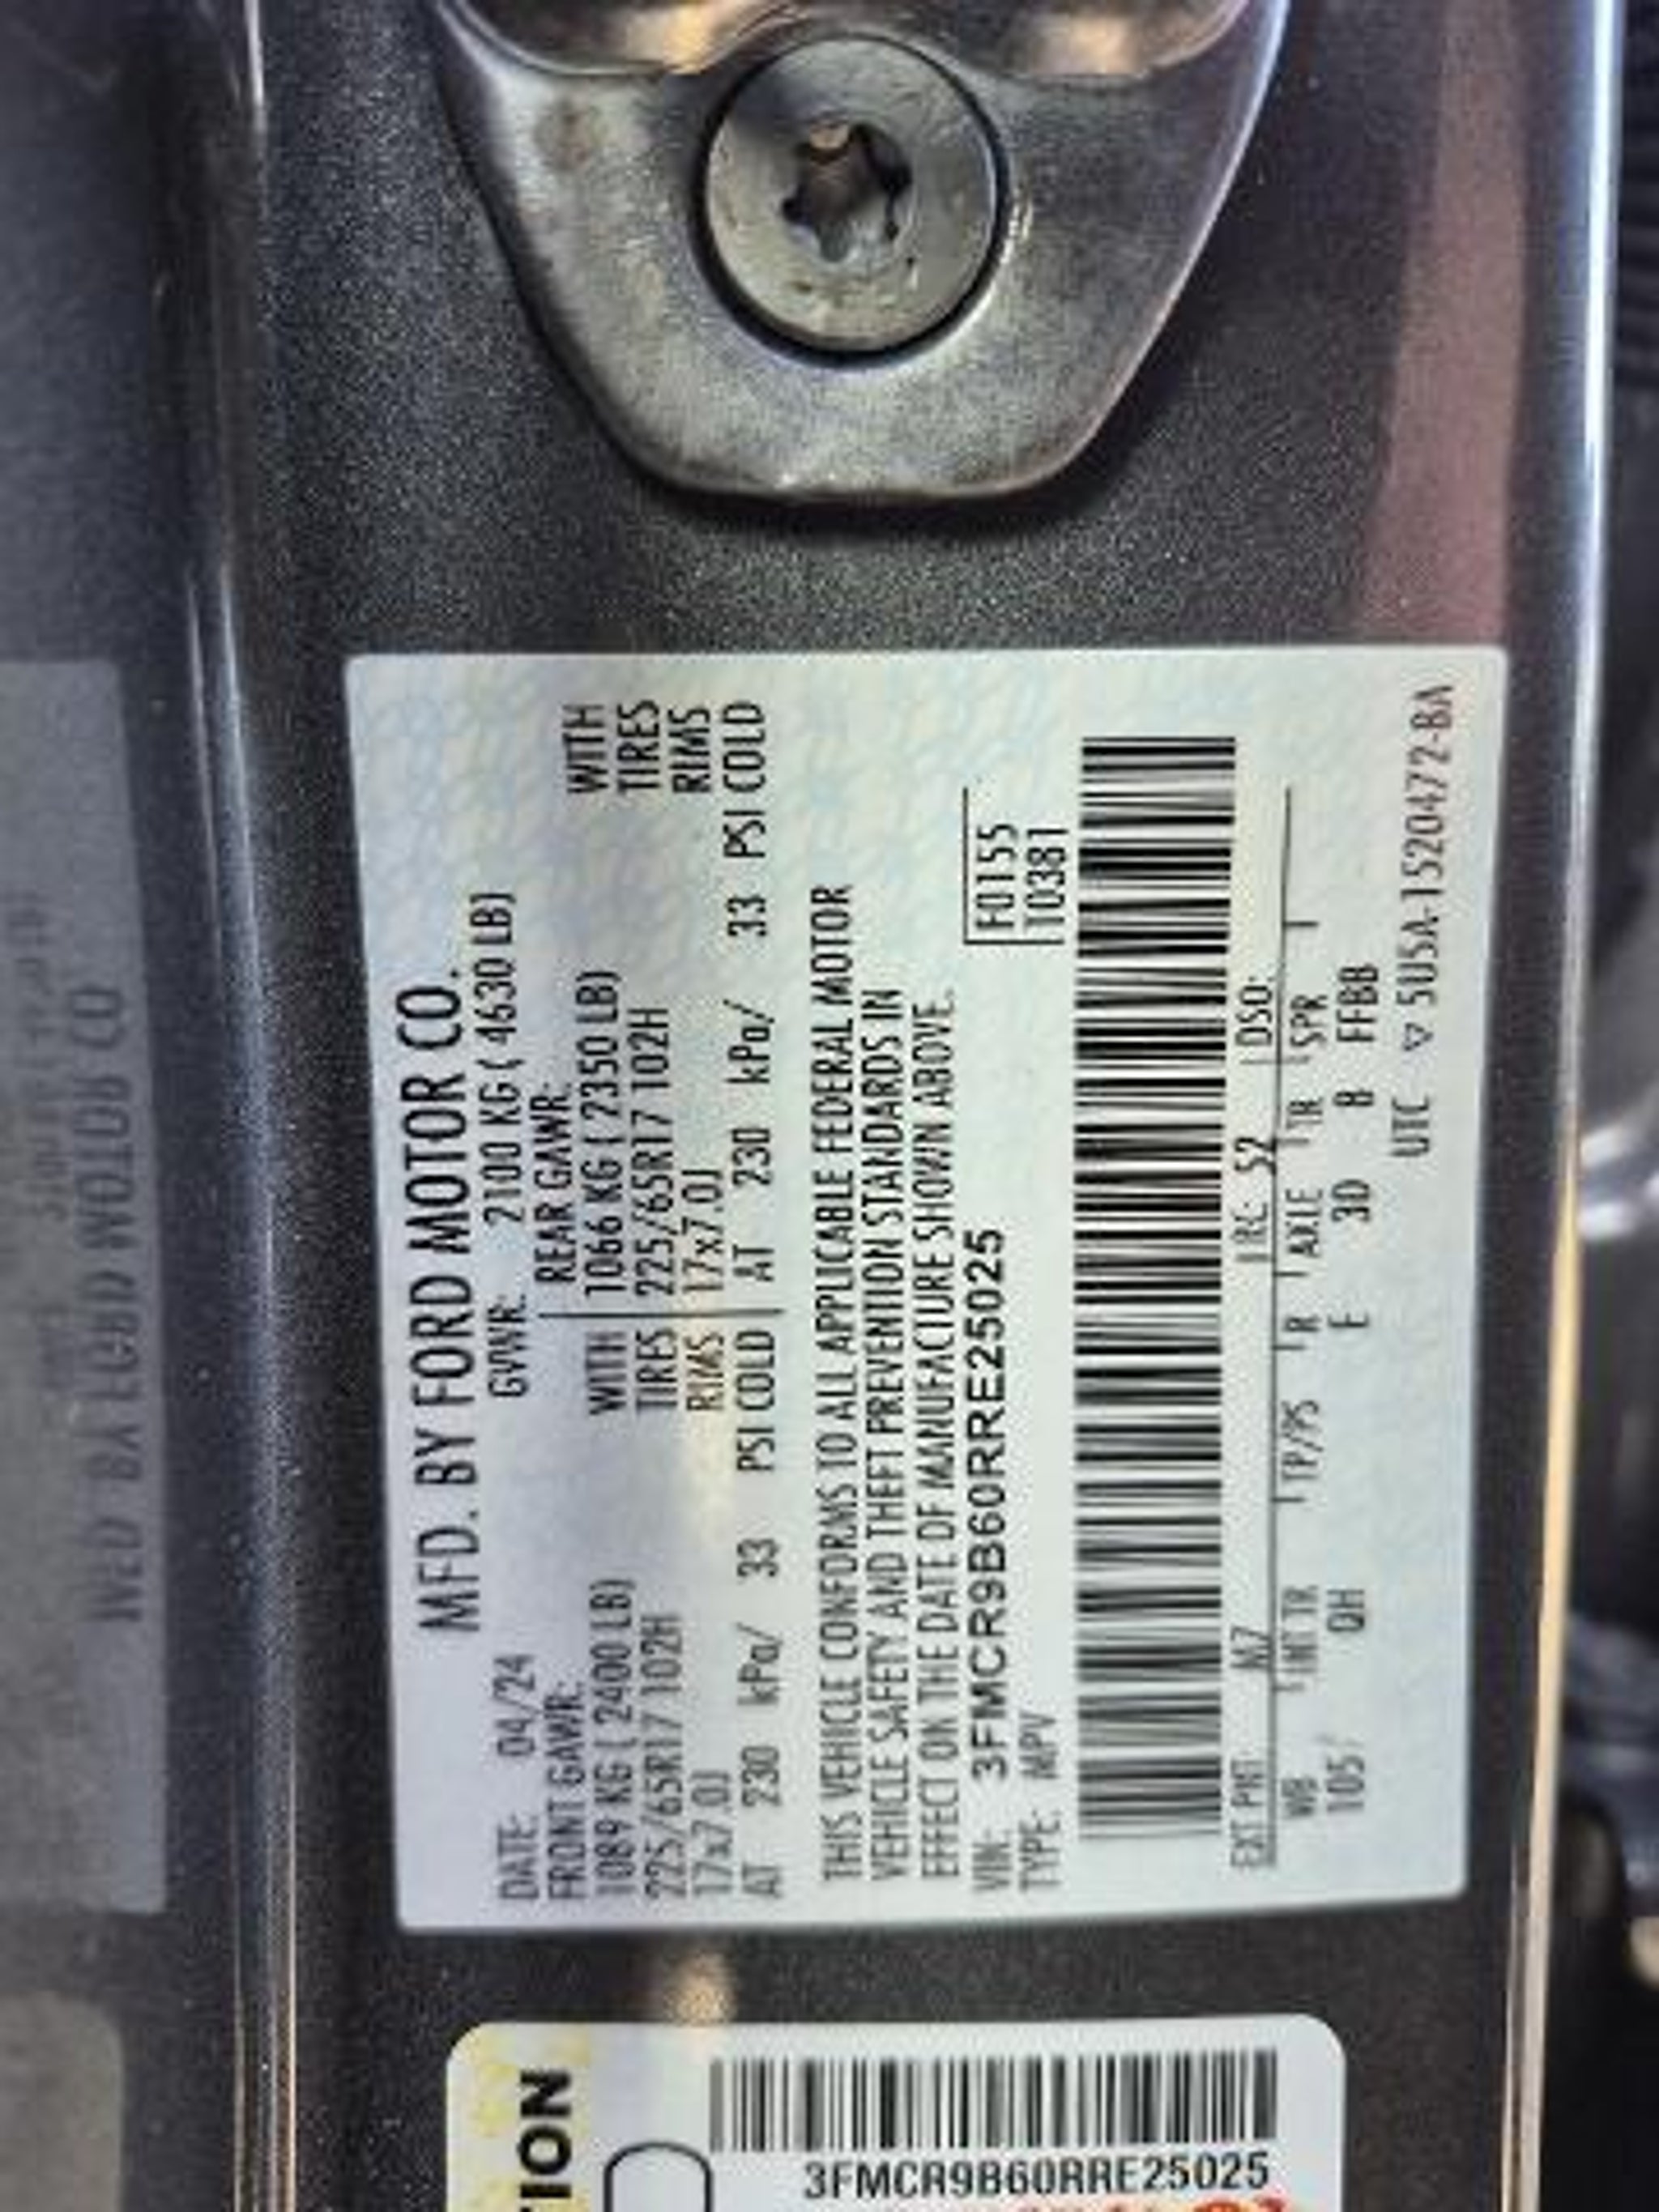 MFD. BY FORD MOTOR CO.
DATE: 04/24 GVWR: 2100 KG ( 4630 LB)
FRONT GAWR: REAR GAWR:
1089 KG ( 2400 LB) WITH 1066 KG ( 2350 LB) WITH
225/65R17 102H TIRES 225/65R17 102H TIRES
17x7.0J RIMS 17x7.0J RIMS
AT 230 kPa/ 33 PSI COLD AT 230 kPa/ 33 PSI COLD
THIS VEHICLE CONFORMS TO ALL APPLICABLE FEDERAL MOTOR
VEHICLE SAFETY AND THEFT PREVENTION STANDARDS IN
EFFECT ON THE DATE OF MANUFACTURE SHOWN ABOVE.
VIN: 3FMCR9B60RRE25025 F0155
TYPE: MPV T0381
EXT PNT: M7 RC: 52 DSO:
WB INT TR TP/PS R AXLE TR SPR
105 QH E 3D 8 FFBB
UTC ▽ 5U5A-1520472-BA
TION
3FMCR9B60RRE25025